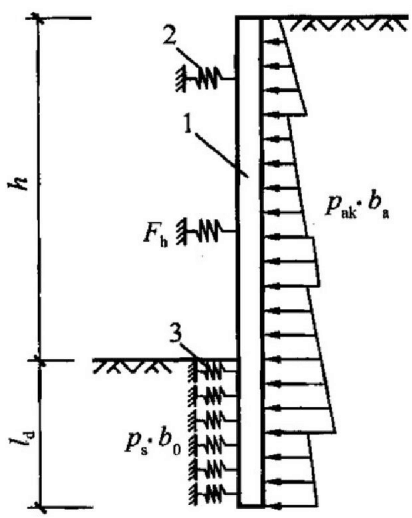 2
1
h
p_ak·b_a
F_h
3
l_d
p_s·b_0